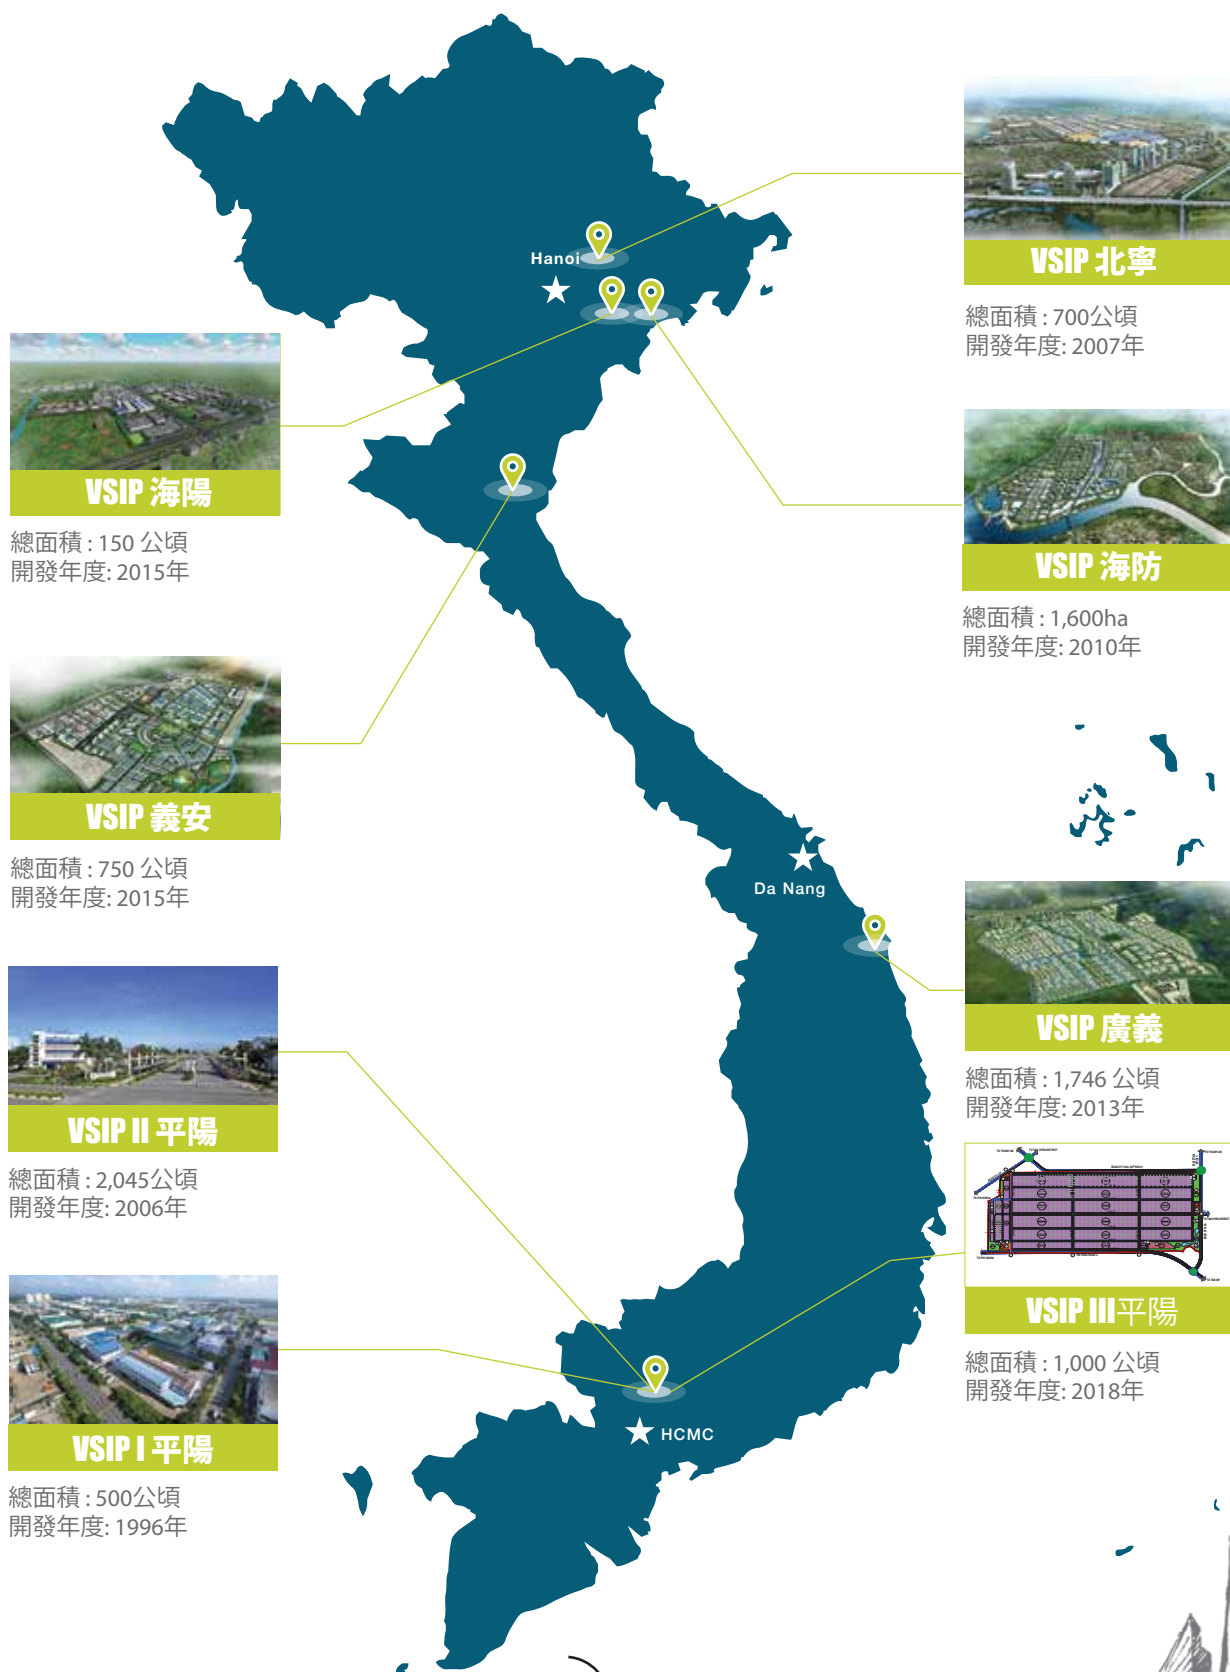 Hanoi
VSIP 北寧
總面積 : 700公頃
開發年度: 2007年
VSIP 海陽
總面積 : 150 公頃
開發年度: 2015年
VSIP 海防
總面積 : 1,600ha
開發年度: 2010年
VSIP 義安
總面積 : 750 公頃
開發年度: 2015年
Da Nang
VSIP 廣義
總面積 : 1,746 公頃
開發年度: 2013年
VSIP II 平陽
總面積 : 2,045公頃
開發年度: 2006年
VSIP III平陽
總面積 : 1,000 公頃
開發年度: 2018年
HCMC
VSIP I 平陽
總面積 : 500公頃
開發年度: 1996年